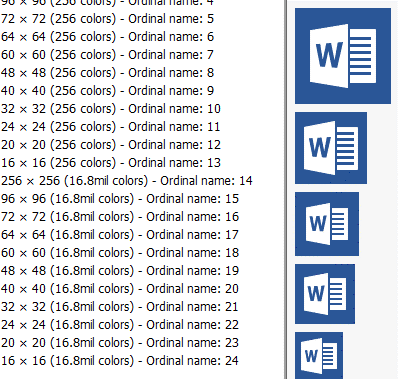 96 × 96 (256 colors) - Ordinal name: 4
72 × 72 (256 colors) - Ordinal name: 5
64 × 64 (256 colors) - Ordinal name: 6
60 × 60 (256 colors) - Ordinal name: 7
48 × 48 (256 colors) - Ordinal name: 8
40 × 40 (256 colors) - Ordinal name: 9
32 × 32 (256 colors) - Ordinal name: 10
24 × 24 (256 colors) - Ordinal name: 11
20 × 20 (256 colors) - Ordinal name: 12
16 × 16 (256 colors) - Ordinal name: 13
256 × 256 (16.8mil colors) - Ordinal name: 14
96 × 96 (16.8mil colors) - Ordinal name: 15
72 × 72 (16.8mil colors) - Ordinal name: 16
64 × 64 (16.8mil colors) - Ordinal name: 17
60 × 60 (16.8mil colors) - Ordinal name: 18
48 × 48 (16.8mil colors) - Ordinal name: 19
40 × 40 (16.8mil colors) - Ordinal name: 20
32 × 32 (16.8mil colors) - Ordinal name: 21
24 × 24 (16.8mil colors) - Ordinal name: 22
20 × 20 (16.8mil colors) - Ordinal name: 23
16 × 16 (16.8mil colors) - Ordinal name: 24
W
W
W
W
W